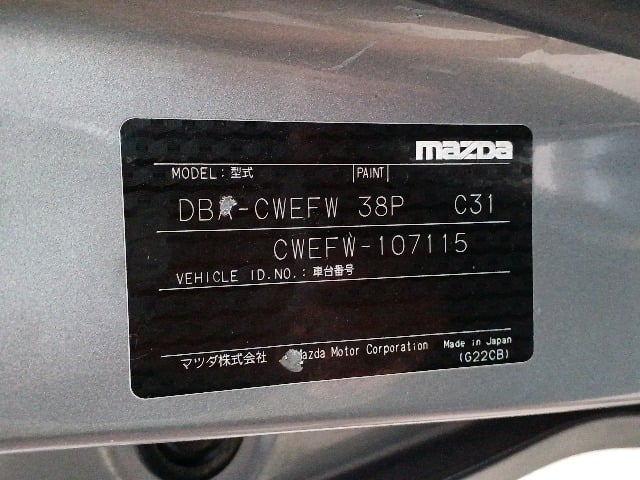 mazda
MODEL:型式 PAINT
CWEFW 38P C31
CWEFW-107115
VEHICLE ID.NO.:車台番号
マツダ株式会社 Mazda Motor Corporation Made in Japan
(G22CB)